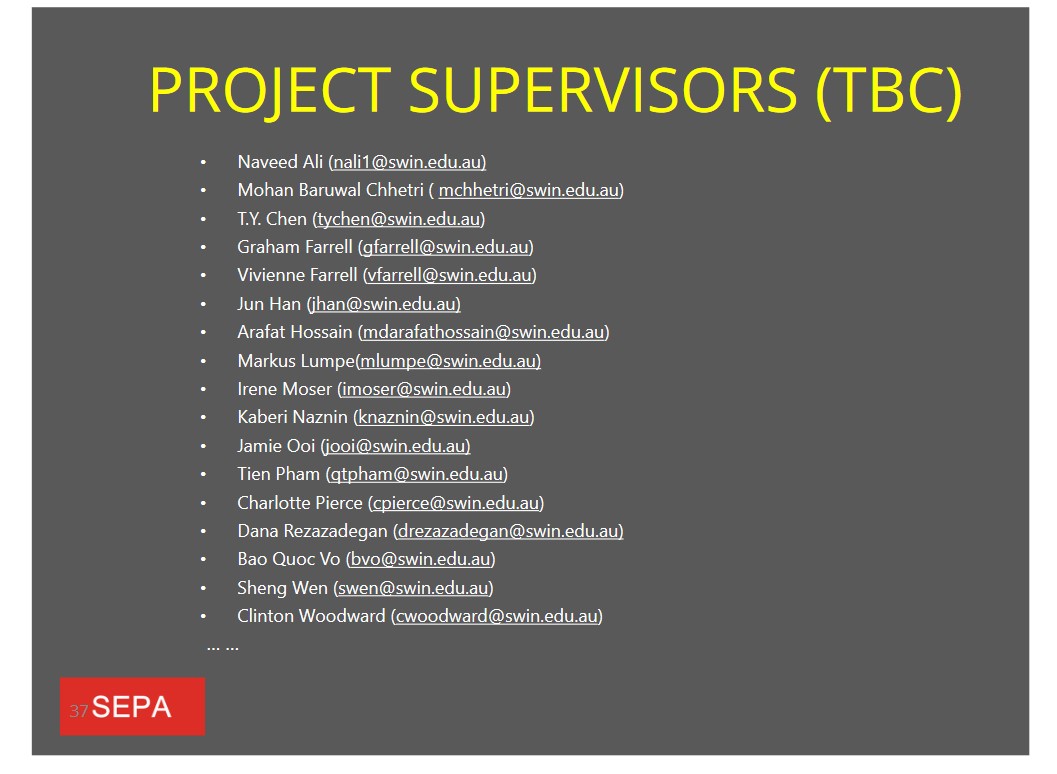 PROJECT SUPERVISORS (TBC)
• Naveed Ali (nali1@swin.edu.au)
• Mohan Baruwal Chhetri ( mchhetri@swin.edu.au)
• T.Y. Chen (tychen@swin.edu.au)
• Graham Farrell (gfarrell@swin.edu.au)
• Vivienne Farrell (vfarrell@swin.edu.au)
• Jun Han (jhan@swin.edu.au)
• Arafat Hossain (mdarafathossain@swin.edu.au)
• Markus Lumpe(mlumpe@swin.edu.au)
• Irene Moser (imoser@swin.edu.au)
• Kaberi Naznin (knaznin@swin.edu.au)
• Jamie Ooi (jooi@swin.edu.au)
• Tien Pham (qtpham@swin.edu.au)
• Charlotte Pierce (cpierce@swin.edu.au)
• Dana Rezazadegan (drezazadegan@swin.edu.au)
• Bao Quoc Vo (bvo@swin.edu.au)
• Sheng Wen (swen@swin.edu.au)
• Clinton Woodward (cwoodward@swin.edu.au)
... ...
37 SEPA